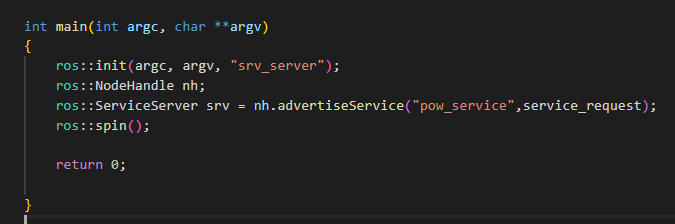 int main(int argc, char **argv)
{
    ros::init(argc, argv, "srv_server");
    ros::NodeHandle nh;
    ros::ServiceServer srv = nh.advertiseService("pow_service",service_request);
    ros::spin();

    return 0;

}